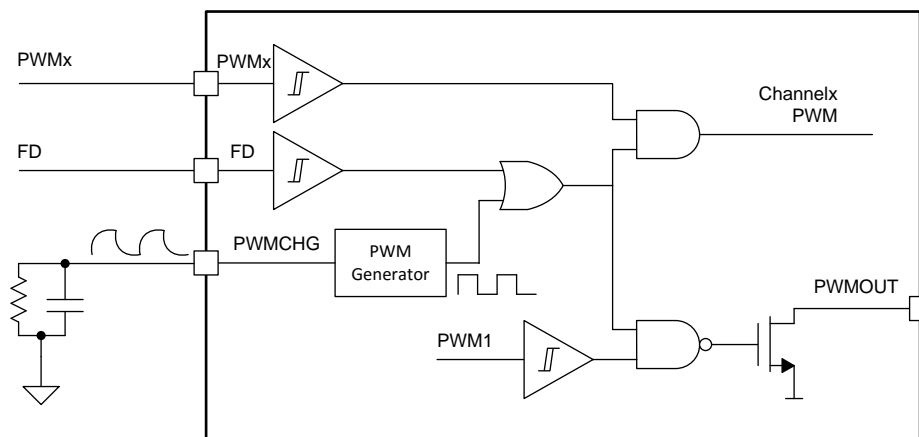 PWMx
PWMx
Channelx
PWM
FD
FD
PWMCHG
PWM
Generator
PWMOUT
PWM1